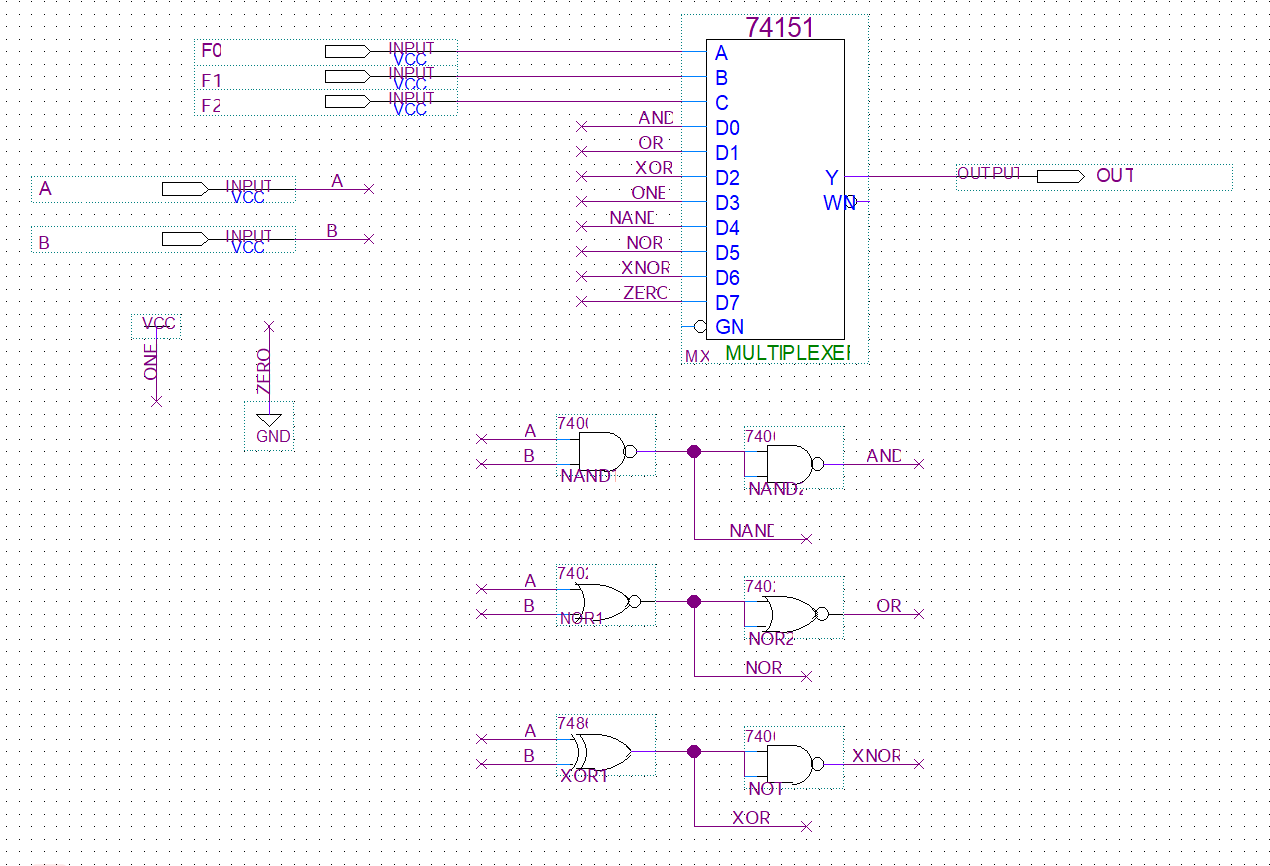 74151
F0 INPUT VCC A
F1 INPUT VCC B
F2 INPUT VCC C
AND D0
OR D1
XOR D2 Y OUTPUT OUT
ONE D3 WN
NAND D4
NOR D5
XNOR D6
ZERO D7
GN
MX MULTIPLEXER
A INPUT VCC A
B INPUT VCC B
VCC
ONE
ZERO
GND
7400
A
B
NAND
7400
NAND2
AND
NAND
7402
A
B
NOR1
7402
NOR2
OR
NOR
7486
A
B
XOR1
7400
NOT
XNOR
XOR